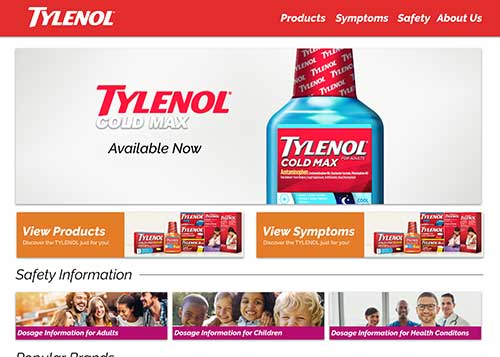 TYLENOL
Products Symptoms Safety About Us
TYLENOL®
COLD MAX
Available Now
TYLENOL
COLD MAX
FOR ADULTS
Acetaminophen
COOL
View Products
Discover the TYLENOL just for you!
View Symptoms
Discover the TYLENOL just for you!
Safety Information
Dosage Information for Adults
Dosage Information for Children
Dosage Information for Health Conditons
Popular Brands